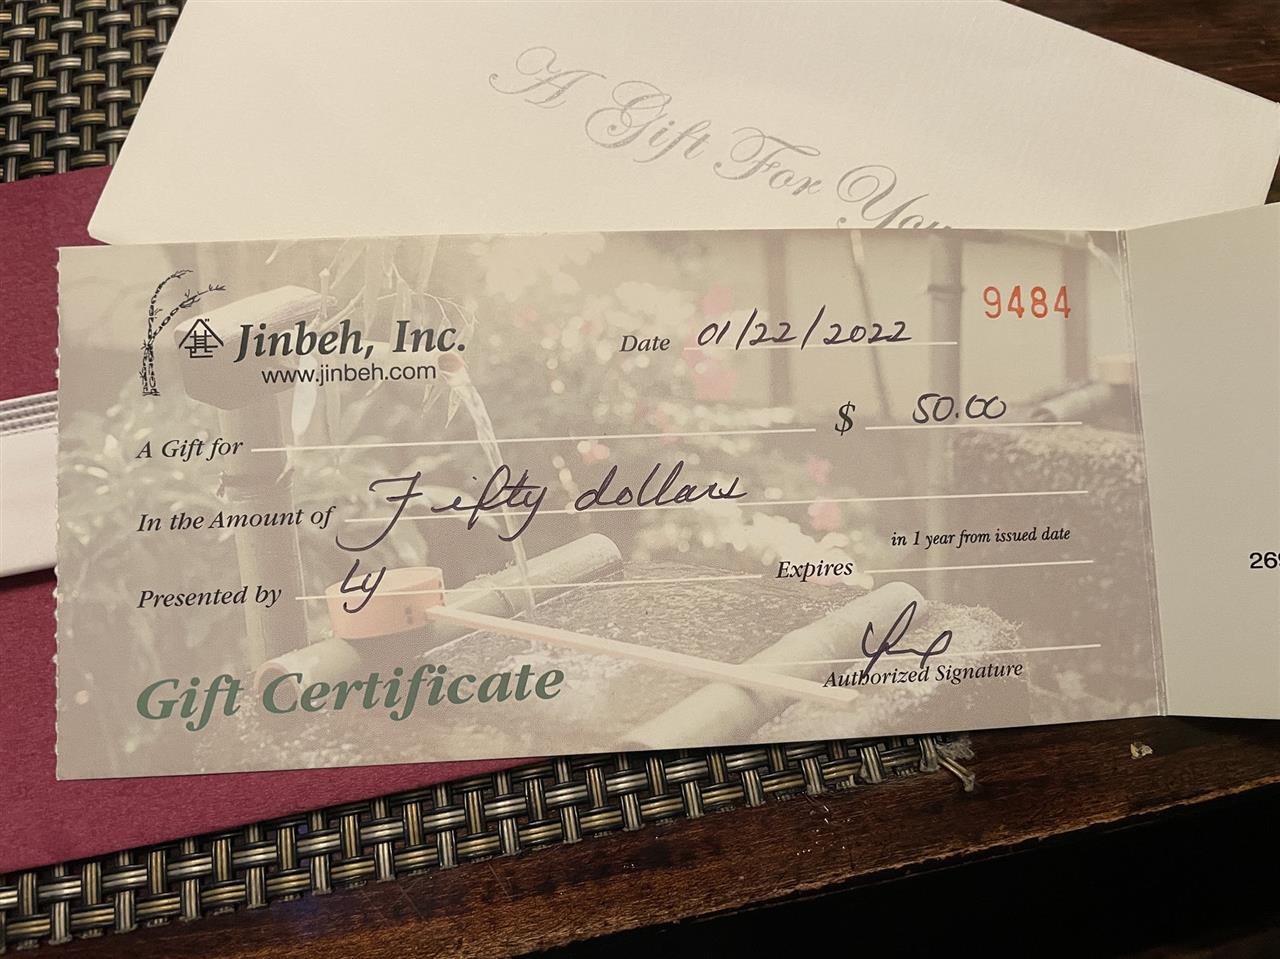 A Gift For You
9484
Jinbeh, Inc.
www.jinbeh.com
Date 01/22/2022
$ 50.00
A Gift for
In the Amount of Fifty dollars
in 1 year from issued date
Presented by Ly
Expires
Authorized Signature
Gift Certificate